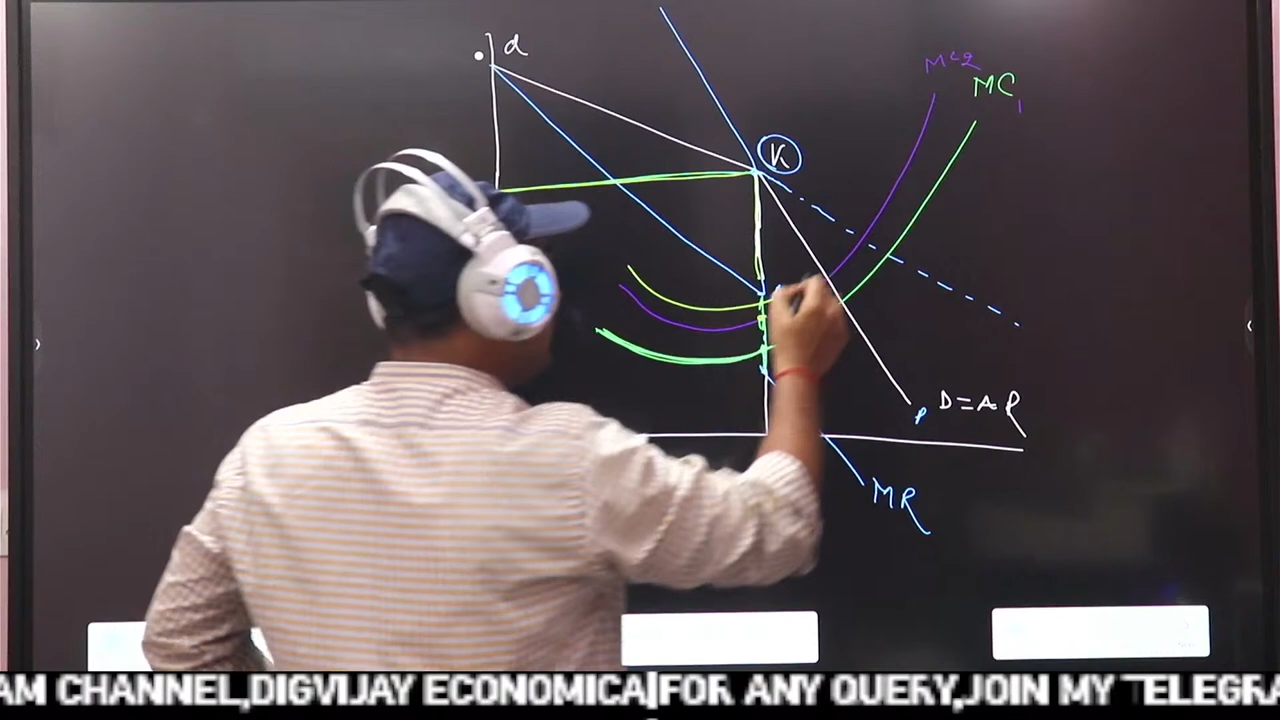 d
K
MC2
MC1
P
D=AR
MR
AM CHANNEL,DIGVIJAY ECONOMICA|FOR ANY QUERY,JOIN MY TELEGRA